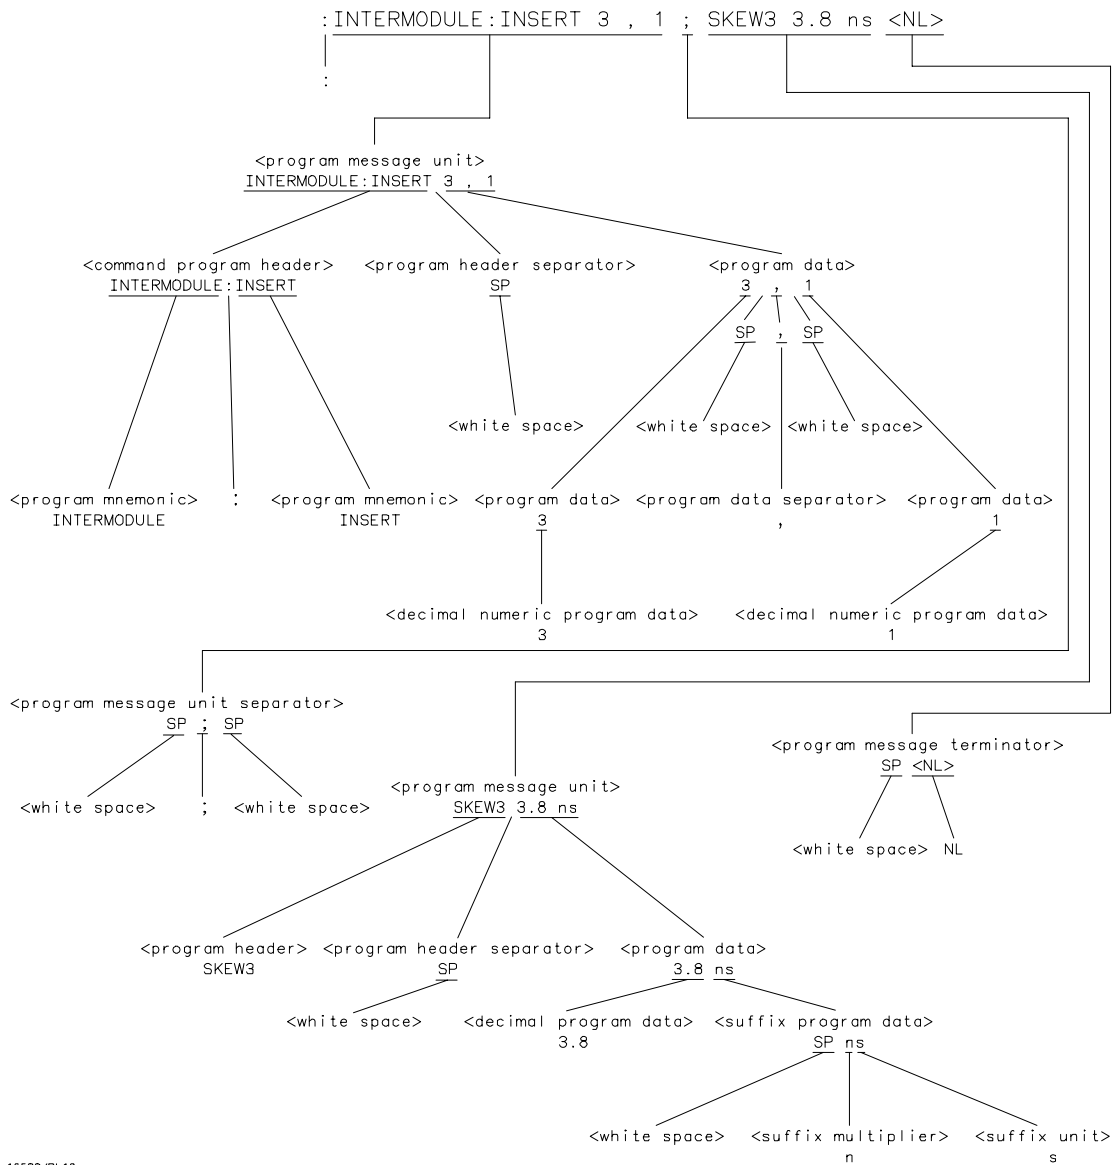 :INTERMODULE:INSERT 3 , 1 ; SKEW3 3.8 ns <NL>
:
<program message unit>
INTERMODULE:INSERT 3 , 1
<command program header> <program header separator> <program data>
INTERMODULE:INSERT SP 3 , 1
SP , SP
<white space> <white space> <white space>
<program mnemonic> : <program mnemonic> <program data> <program data separator> <program data>
INTERMODULE INSERT 3 , 1
<decimal numeric program data> <decimal numeric program data>
3 1
<program message unit separator>
SP ; SP
<program message terminator>
SP <NL>
<program message unit>
<white space> ; <white space> SKEW3 3.8 ns
<white space> NL
<program header> <program header separator> <program data>
SKEW3 SP 3.8 ns
<white space> <decimal program data> <suffix program data>
3.8 SP ns
<white space> <suffix multiplier> <suffix unit>
n s